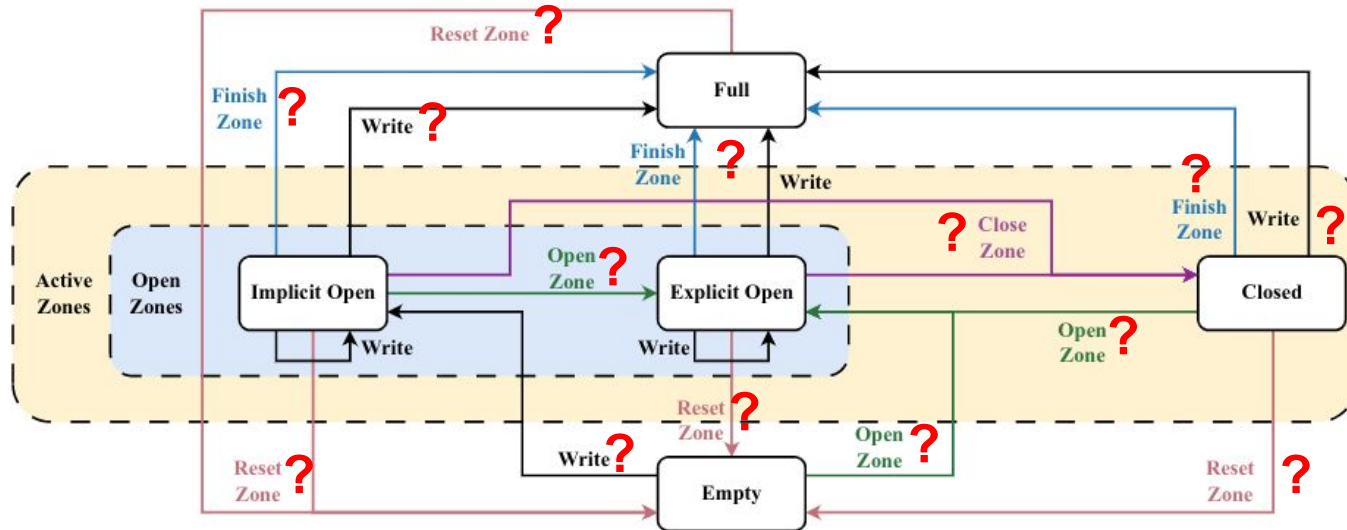 Reset Zone ?
Full
Finish
Zone ?
Write ?
Finish
Zone ?
Write
?
Finish
Zone
Write ?
? Close
Zone
Active
Zones
Open
Zones
Implicit Open
Open
Zone ?
Explicit Open
Closed
Write
Write
Open
Zone ?
Reset
Zone ?
Write ?
Open
Zone ?
Reset
Zone ?
Empty
Reset
Zone ?